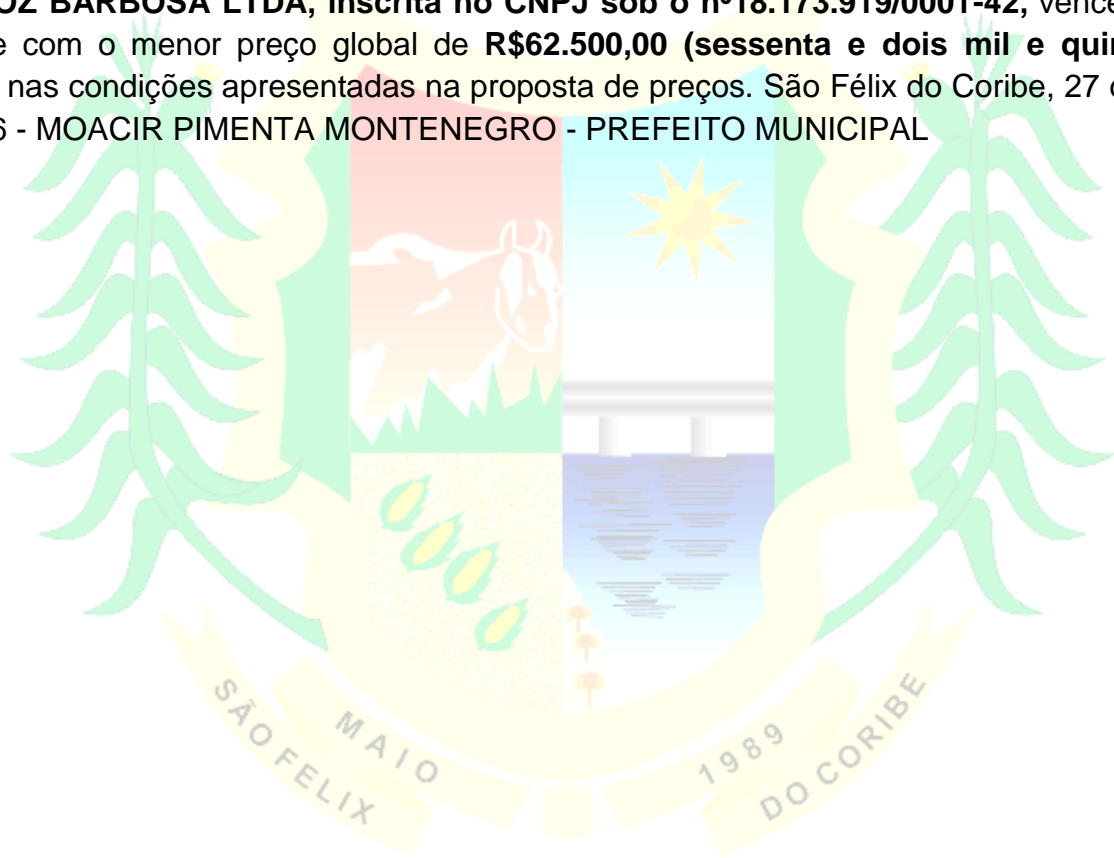 OZ BARBOSA LTDA, inscrita no CNPJ sob o nº18.173.919/0001-42, vence
e com o menor preço global de R$62.500,00 (sessenta e dois mil e quin
nas condições apresentadas na proposta de preços. São Félix do Coribe, 27 d
6 - MOACIR PIMENTA MONTENEGRO - PREFEITO MUNICIPAL
SÃO FELIX
MAIO
1989
DO CORIBE